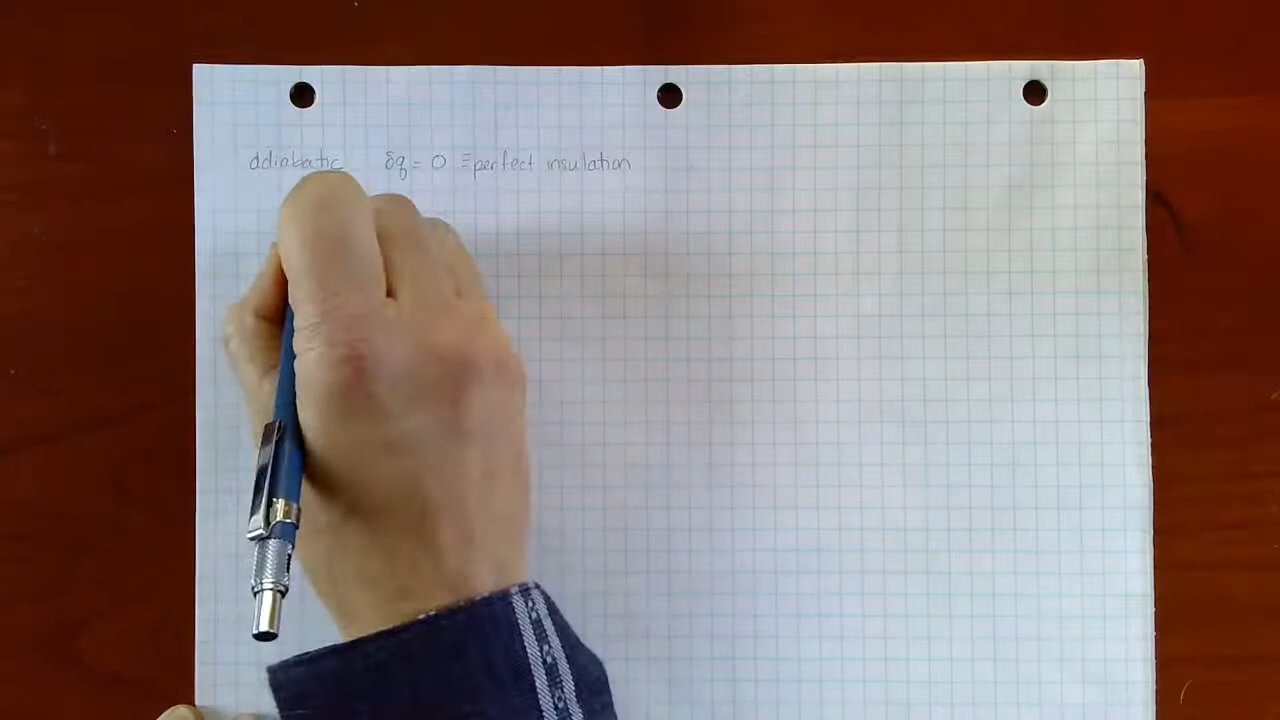 adiabatic δq = 0 ≡ perfect insulation